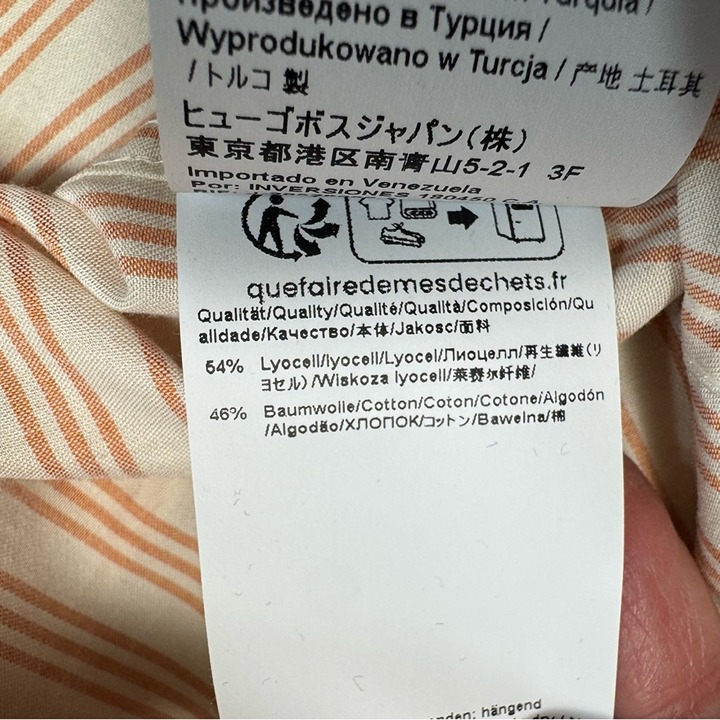 Произведено в Турция /
Wyprodukowano w Turcja / 产地 土耳其
/ トルコ 製
ヒューゴボスジャパン(株)
東京都港区南青山5-2-1 3F
Importado en Venezuela
Por: INVERSIONES
quefairedemesdechets.fr
Qualität/Quality/Qualité/Qualità/Composición/Qu
alidade/Качество/本体/Jakosc/面料
54% Lyocell/lyocell/Lyocel/Лиоцелл/再生繊維(リ
ヨセル)/Wiskoza lyocell/莱赛尔纤维/
46% Baumwolle/Cotton/Coton/Cotone/Algodón
/Algodão/ХЛОПОК/コットン/Bawelna/棉
hängend